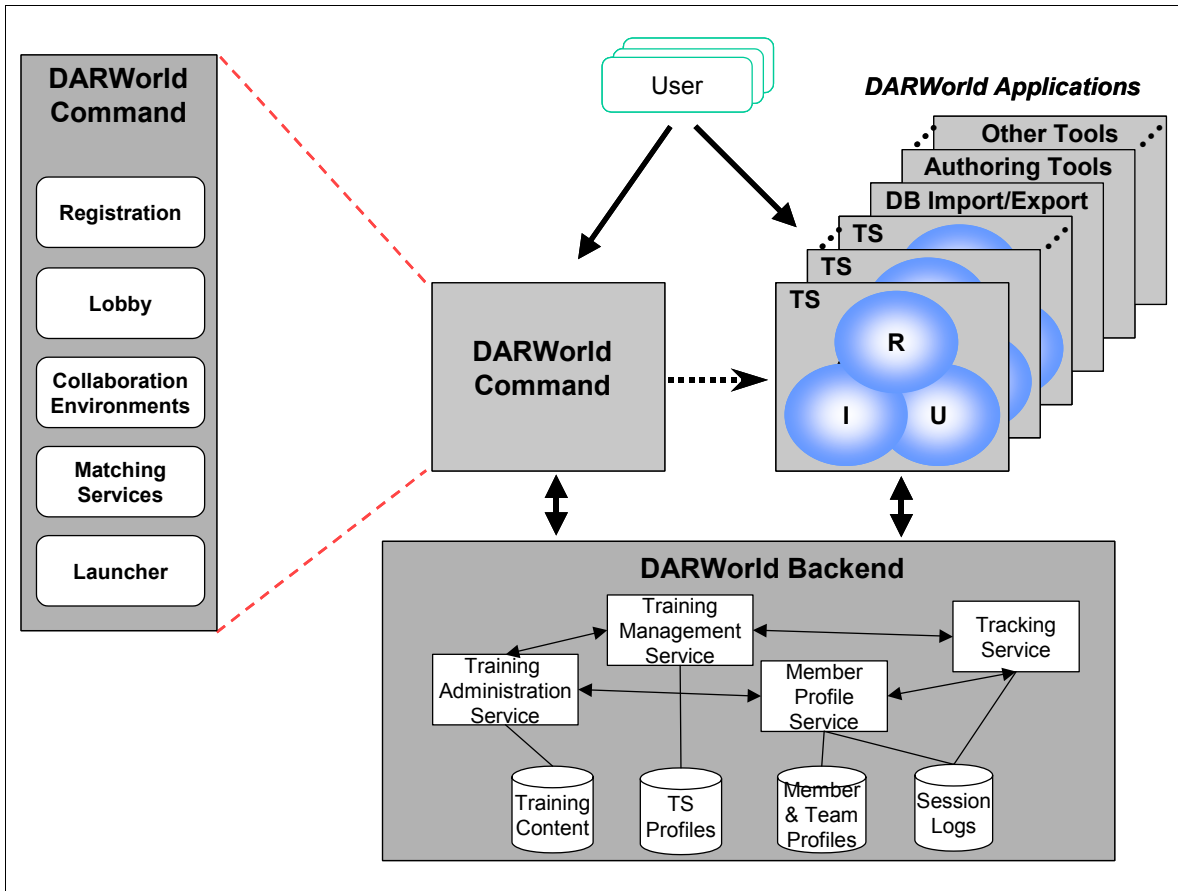 DARWorld
Command
Registration
Lobby
Collaboration
Environments
Matching
Services
Launcher
User
DARWorld Applications
Other Tools
Authoring Tools
DB Import/Export
TS
TS
TS
R
I
U
DARWorld
Command
DARWorld Backend
Training
Management
Service
Tracking
Service
Training
Administration
Service
Member
Profile
Service
Training
Content
TS
Profiles
Member
& Team
Profiles
Session
Logs